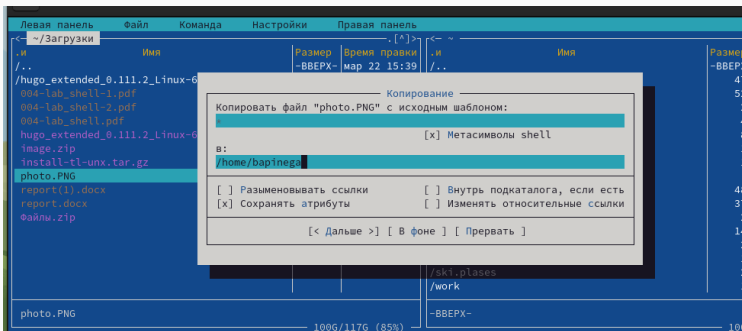 Левая панель Файл Команда Настройки Правая панель
<- ~/Загрузки .[^]> <- ~
.и Имя Размер Время правки .и Имя Разме
/.. -ВВЕРХ- мар 22 15:39 /.. -ВВЕР
/hugo_extended_0.111.2_Linux-6
004-lab_shell-1.pdf
004-lab_shell-2.pdf
004-lab_shell.pdf
hugo_extended_0.111.2_Linux-6
image.zip
install-tl-unx.tar.gz
photo.PNG
report(1).docx
report.docx
Файлы.zip
Копирование
Копировать файл "photo.PNG" с исходным шаблоном:
*
[x] Метасимволы shell
в:
/home/bapinega
[ ] Разыменовывать ссылки [ ] Внутрь подкаталога, если есть
[x] Сохранять атрибуты [ ] Изменять относительные ссылки
[< Дальше >] [ В фоне ] [ Прервать ]
/ski.plases
/work
photo.PNG -ВВЕРХ-
100G/117G (85%) 10